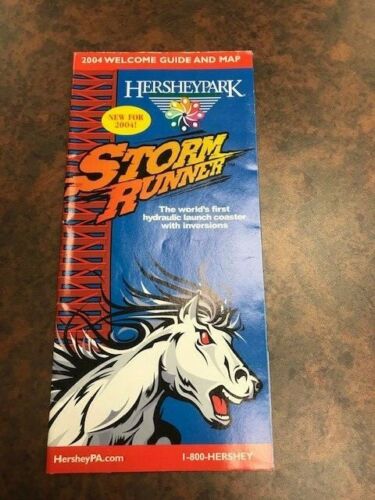 2004 WELCOME GUIDE AND MAP
HERSHEYPARK
NEW FOR
2004!
STORM
RUNNER
The world's first
hydraulic launch coaster
with inversions
HersheyPA.com
1-800-HERSHEY